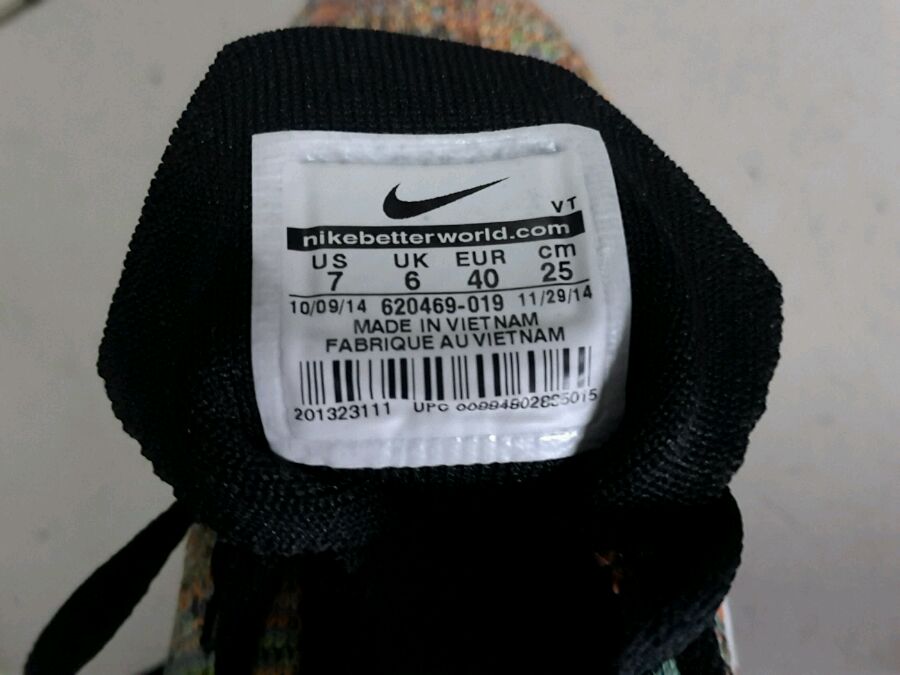 VT
nikebetterworld.com
US UK EUR cm
7 6 40 25
10/09/14 620469-019 11/29/14
MADE IN VIETNAM
FABRIQUE AU VIETNAM
201323111 UPC